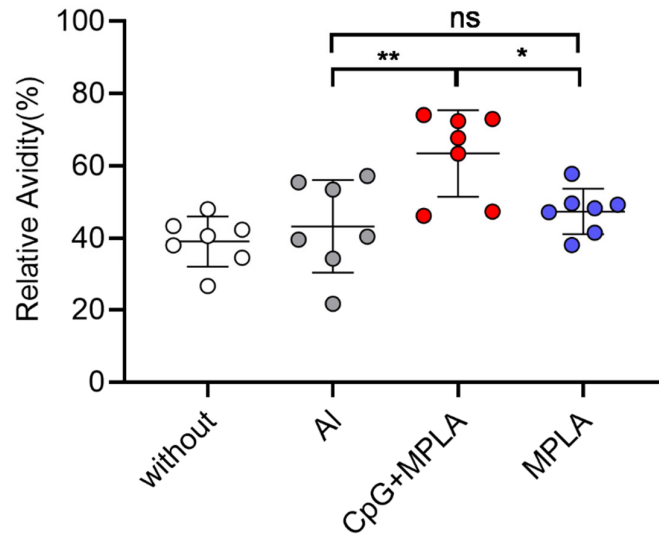 ns
**
*
Relative Avidity(%)
100
80
60
40
20
0
without
Al
CpG+MPLA
MPLA